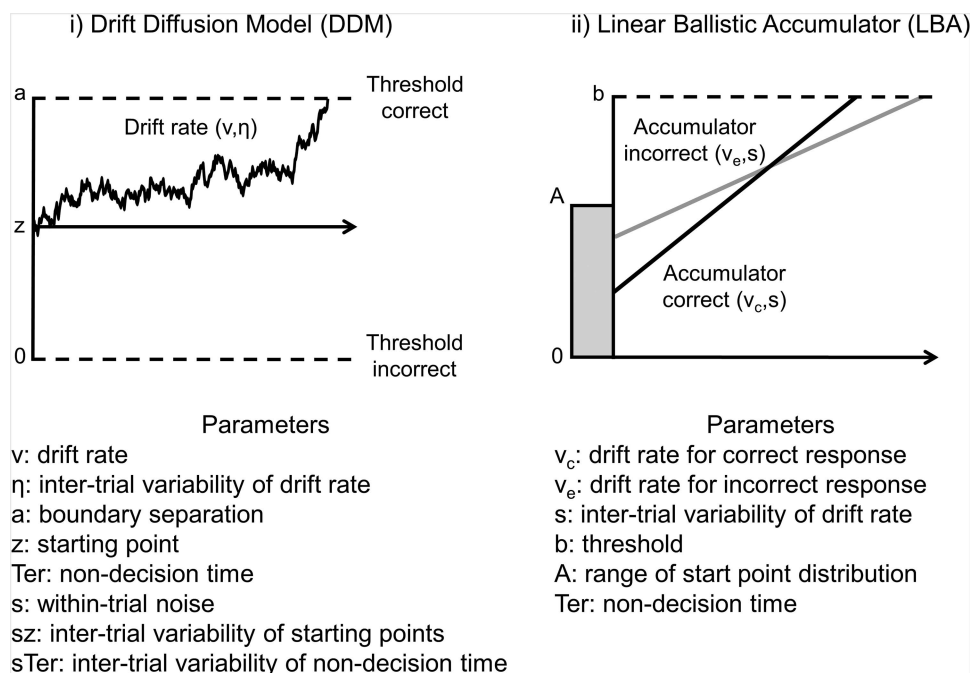 i) Drift Diffusion Model (DDM)
a
Threshold
correct
Drift rate (v,η)
z
0
Threshold
incorrect
Parameters
v: drift rate
η: inter-trial variability of drift rate
a: boundary separation
z: starting point
Ter: non-decision time
s: within-trial noise
sz: inter-trial variability of starting points
sTer: inter-trial variability of non-decision time
ii) Linear Ballistic Accumulator (LBA)
b
Accumulator
incorrect (vₑ,s)
A
Accumulator
correct (v_c,s)
0
Parameters
v_c: drift rate for correct response
vₑ: drift rate for incorrect response
s: inter-trial variability of drift rate
b: threshold
A: range of start point distribution
Ter: non-decision time